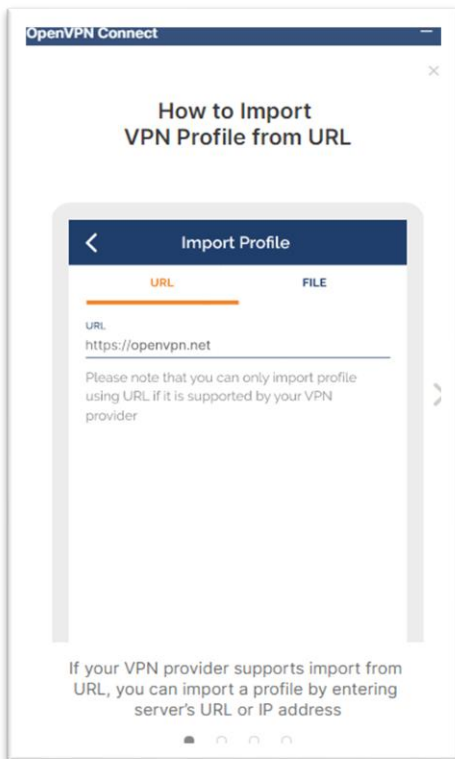 OpenVPN Connect
How to Import
VPN Profile from URL
Import Profile
URL FILE
URL
https://openvpn.net
Please note that you can only import profile
using URL if it is supported by your VPN
provider
If your VPN provider supports import from
URL, you can import a profile by entering
server's URL or IP address